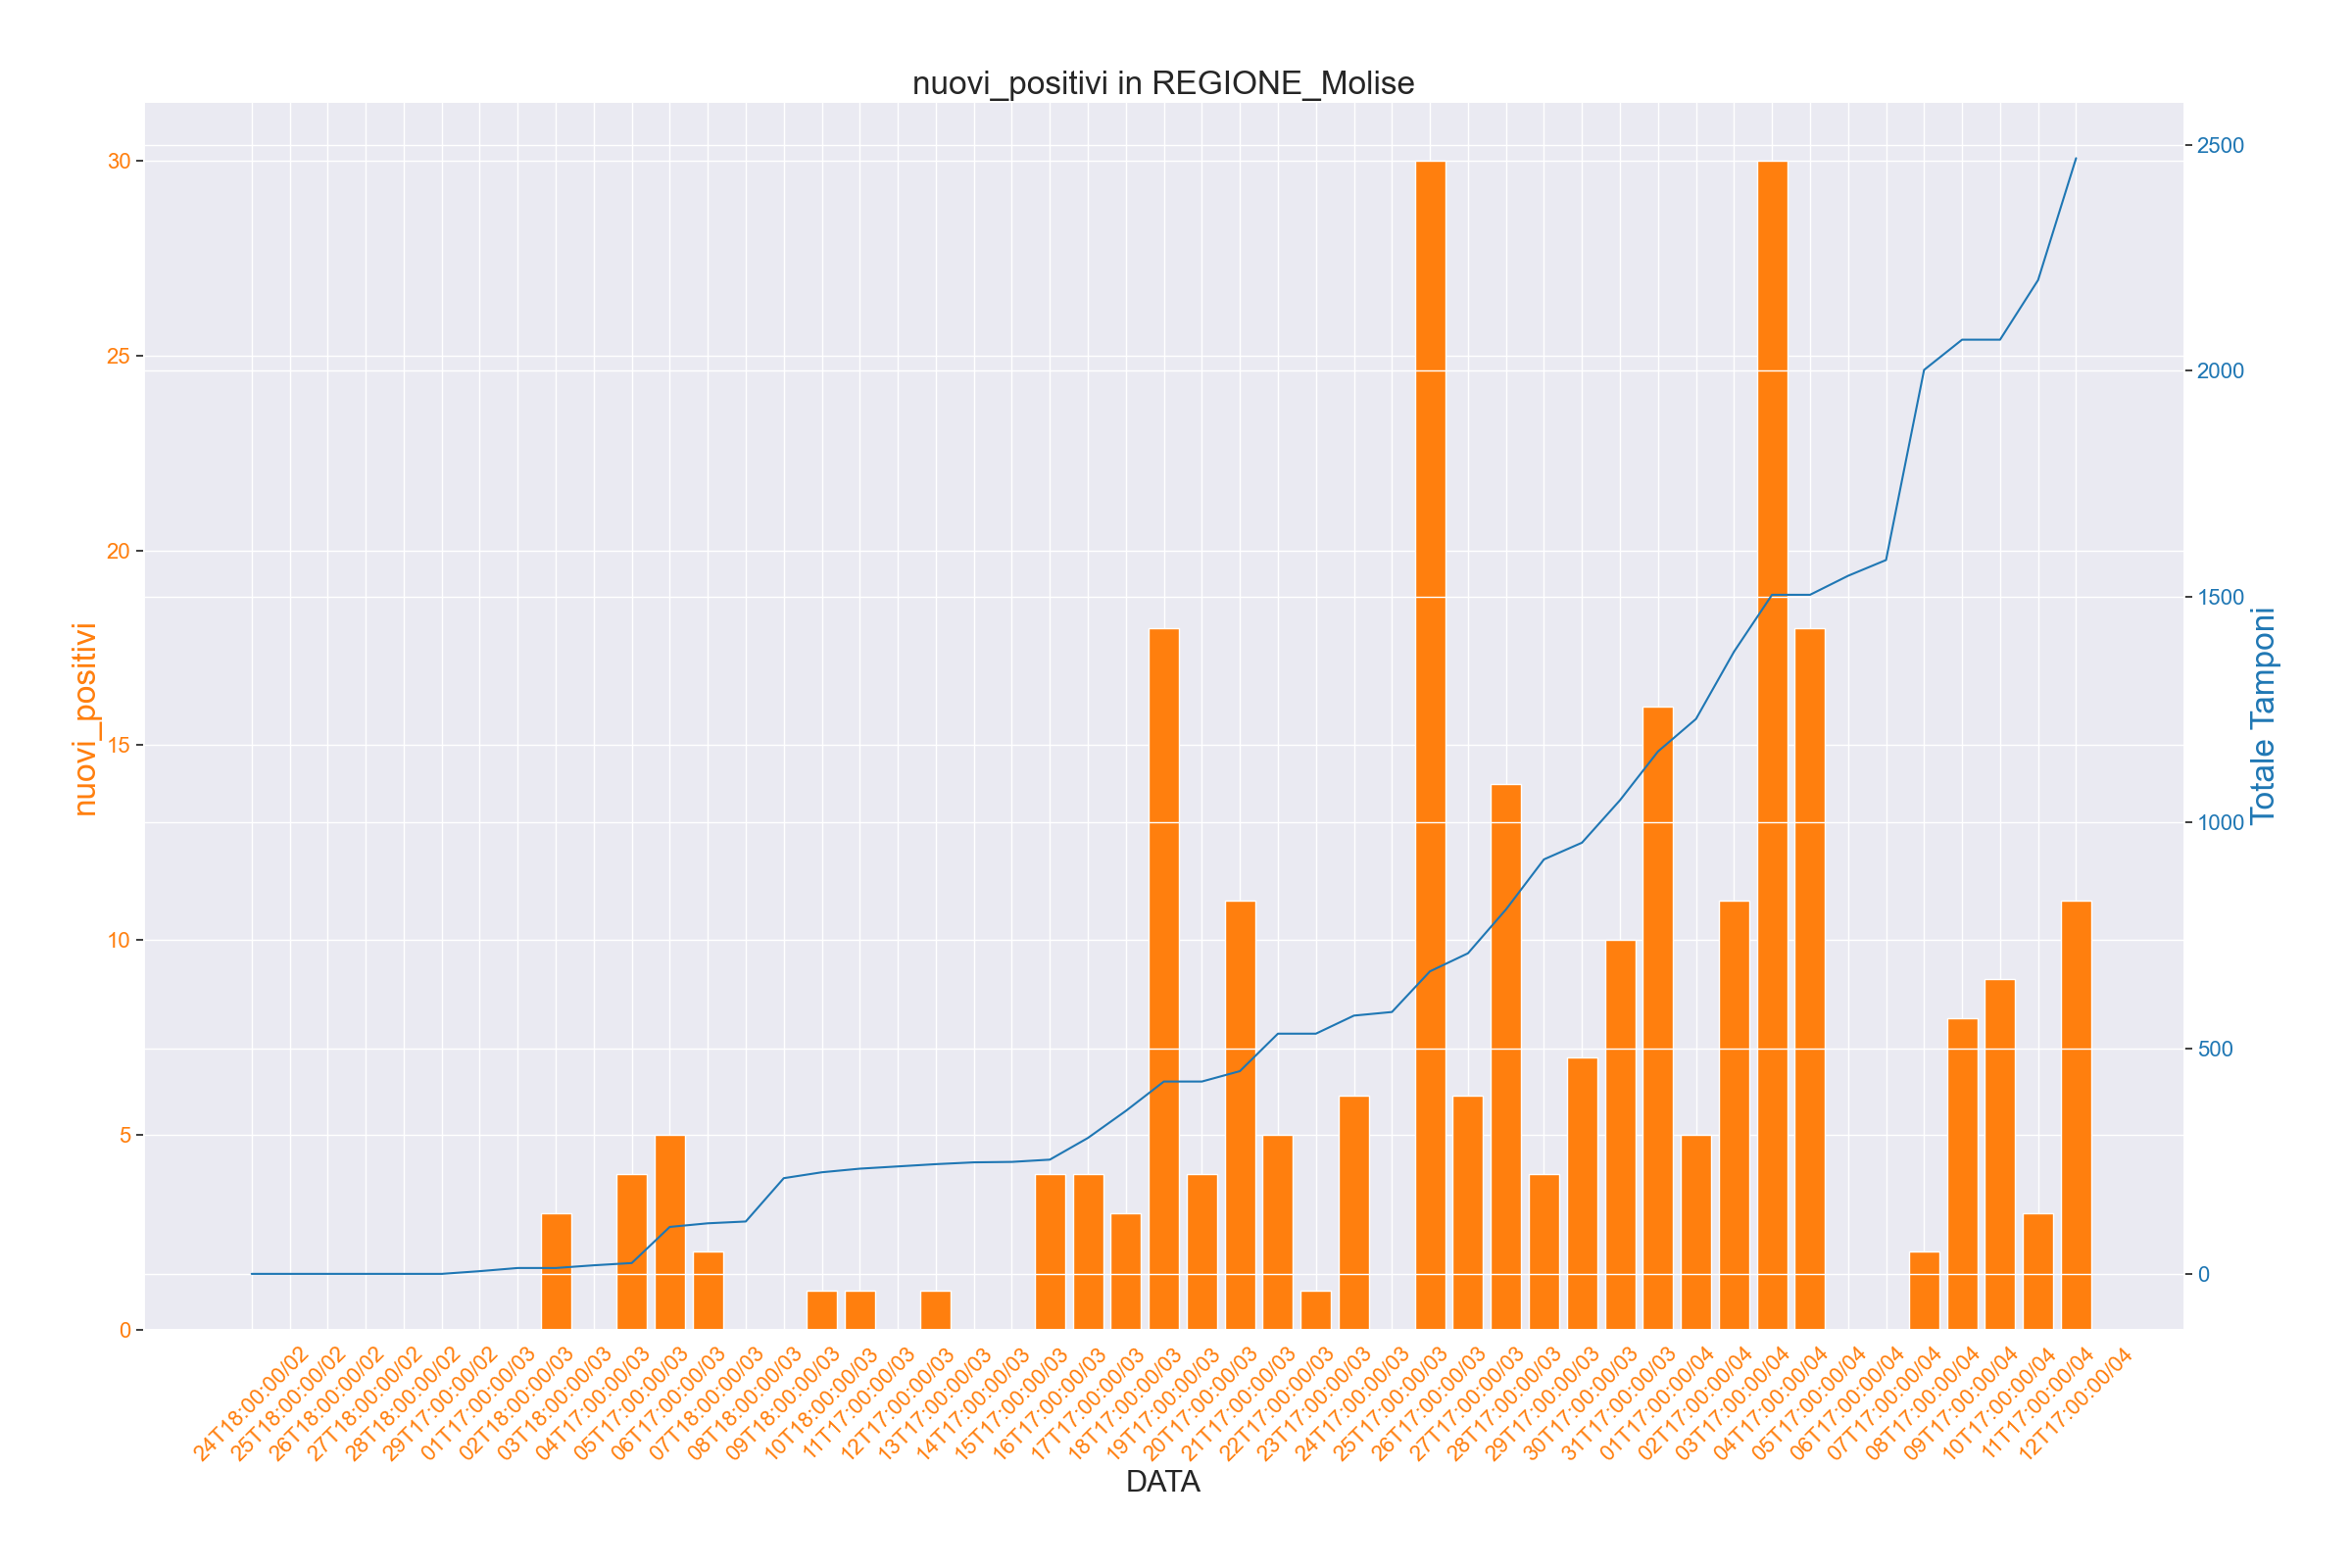 nuovi_positivi in REGIONE_Molise
30
25
20
15
10
5
0
nuovi_positivi
2500
2000
1500
1000
500
0
Totale Tamponi
24T18:00:00/02
25T18:00:00/02
26T18:00:00/02
27T18:00:00/02
28T18:00:00/02
29T17:00:00/02
01T17:00:00/03
02T18:00:00/03
03T18:00:00/03
04T17:00:00/03
05T17:00:00/03
06T17:00:00/03
07T18:00:00/03
08T18:00:00/03
09T18:00:00/03
10T18:00:00/03
11T17:00:00/03
12T17:00:00/03
13T17:00:00/03
14T17:00:00/03
15T17:00:00/03
16T17:00:00/03
17T17:00:00/03
18T17:00:00/03
19T17:00:00/03
20T17:00:00/03
21T17:00:00/03
22T17:00:00/03
23T17:00:00/03
24T17:00:00/03
25T17:00:00/03
26T17:00:00/03
27T17:00:00/03
28T17:00:00/03
29T17:00:00/03
30T17:00:00/03
31T17:00:00/03
01T17:00:00/04
02T17:00:00/04
03T17:00:00/04
04T17:00:00/04
05T17:00:00/04
06T17:00:00/04
07T17:00:00/04
08T17:00:00/04
09T17:00:00/04
10T17:00:00/04
11T17:00:00/04
12T17:00:00/04
DATA